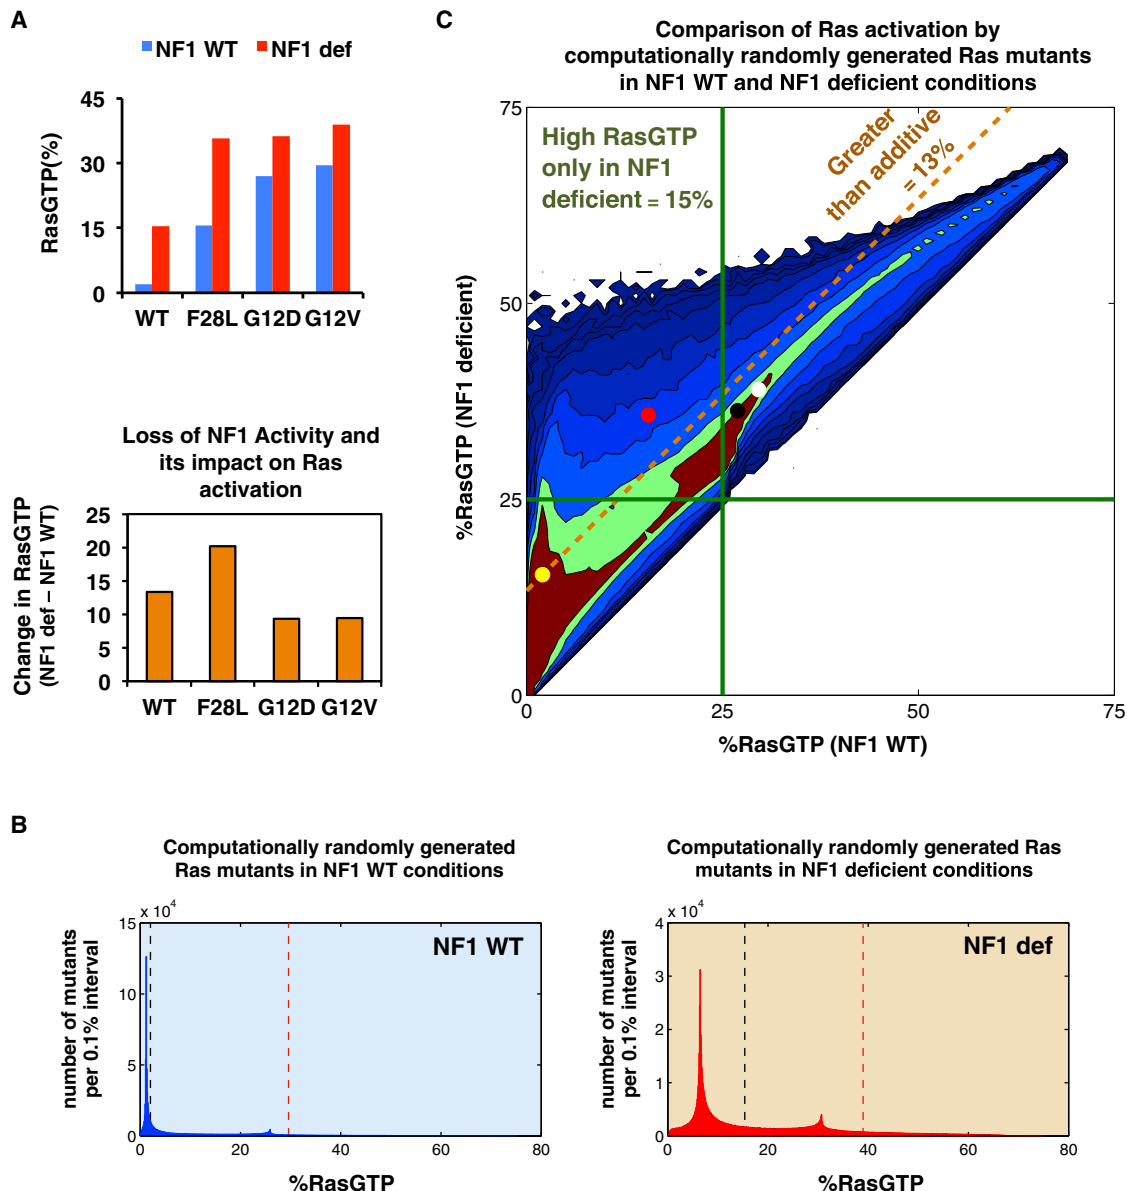 A
NF1 WT NF1 def
RasGTP(%)
45
30
15
0
WT F28L G12D G12V
Loss of NF1 Activity and
its impact on Ras
activation
Change in RasGTP
(NF1 def – NF1 WT)
25
20
15
10
5
0
WT F28L G12D G12V
C
Comparison of Ras activation by
computationally randomly generated Ras mutants
in NF1 WT and NF1 deficient conditions
%RasGTP (NF1 deficient)
75
50
25
0
High RasGTP
only in NF1
deficient = 15%
Greater
than additive
= 13%
0 25 50 75
%RasGTP (NF1 WT)
B
Computationally randomly generated
Ras mutants in NF1 WT conditions
number of mutants
per 0.1% interval
x 10^4
15
10
5
0
NF1 WT
0 20 40 60 80
%RasGTP
Computationally randomly generated Ras
mutants in NF1 deficient conditions
number of mutants
per 0.1% interval
x 10^4
4
3
2
1
0
NF1 def
0 20 40 60 80
%RasGTP